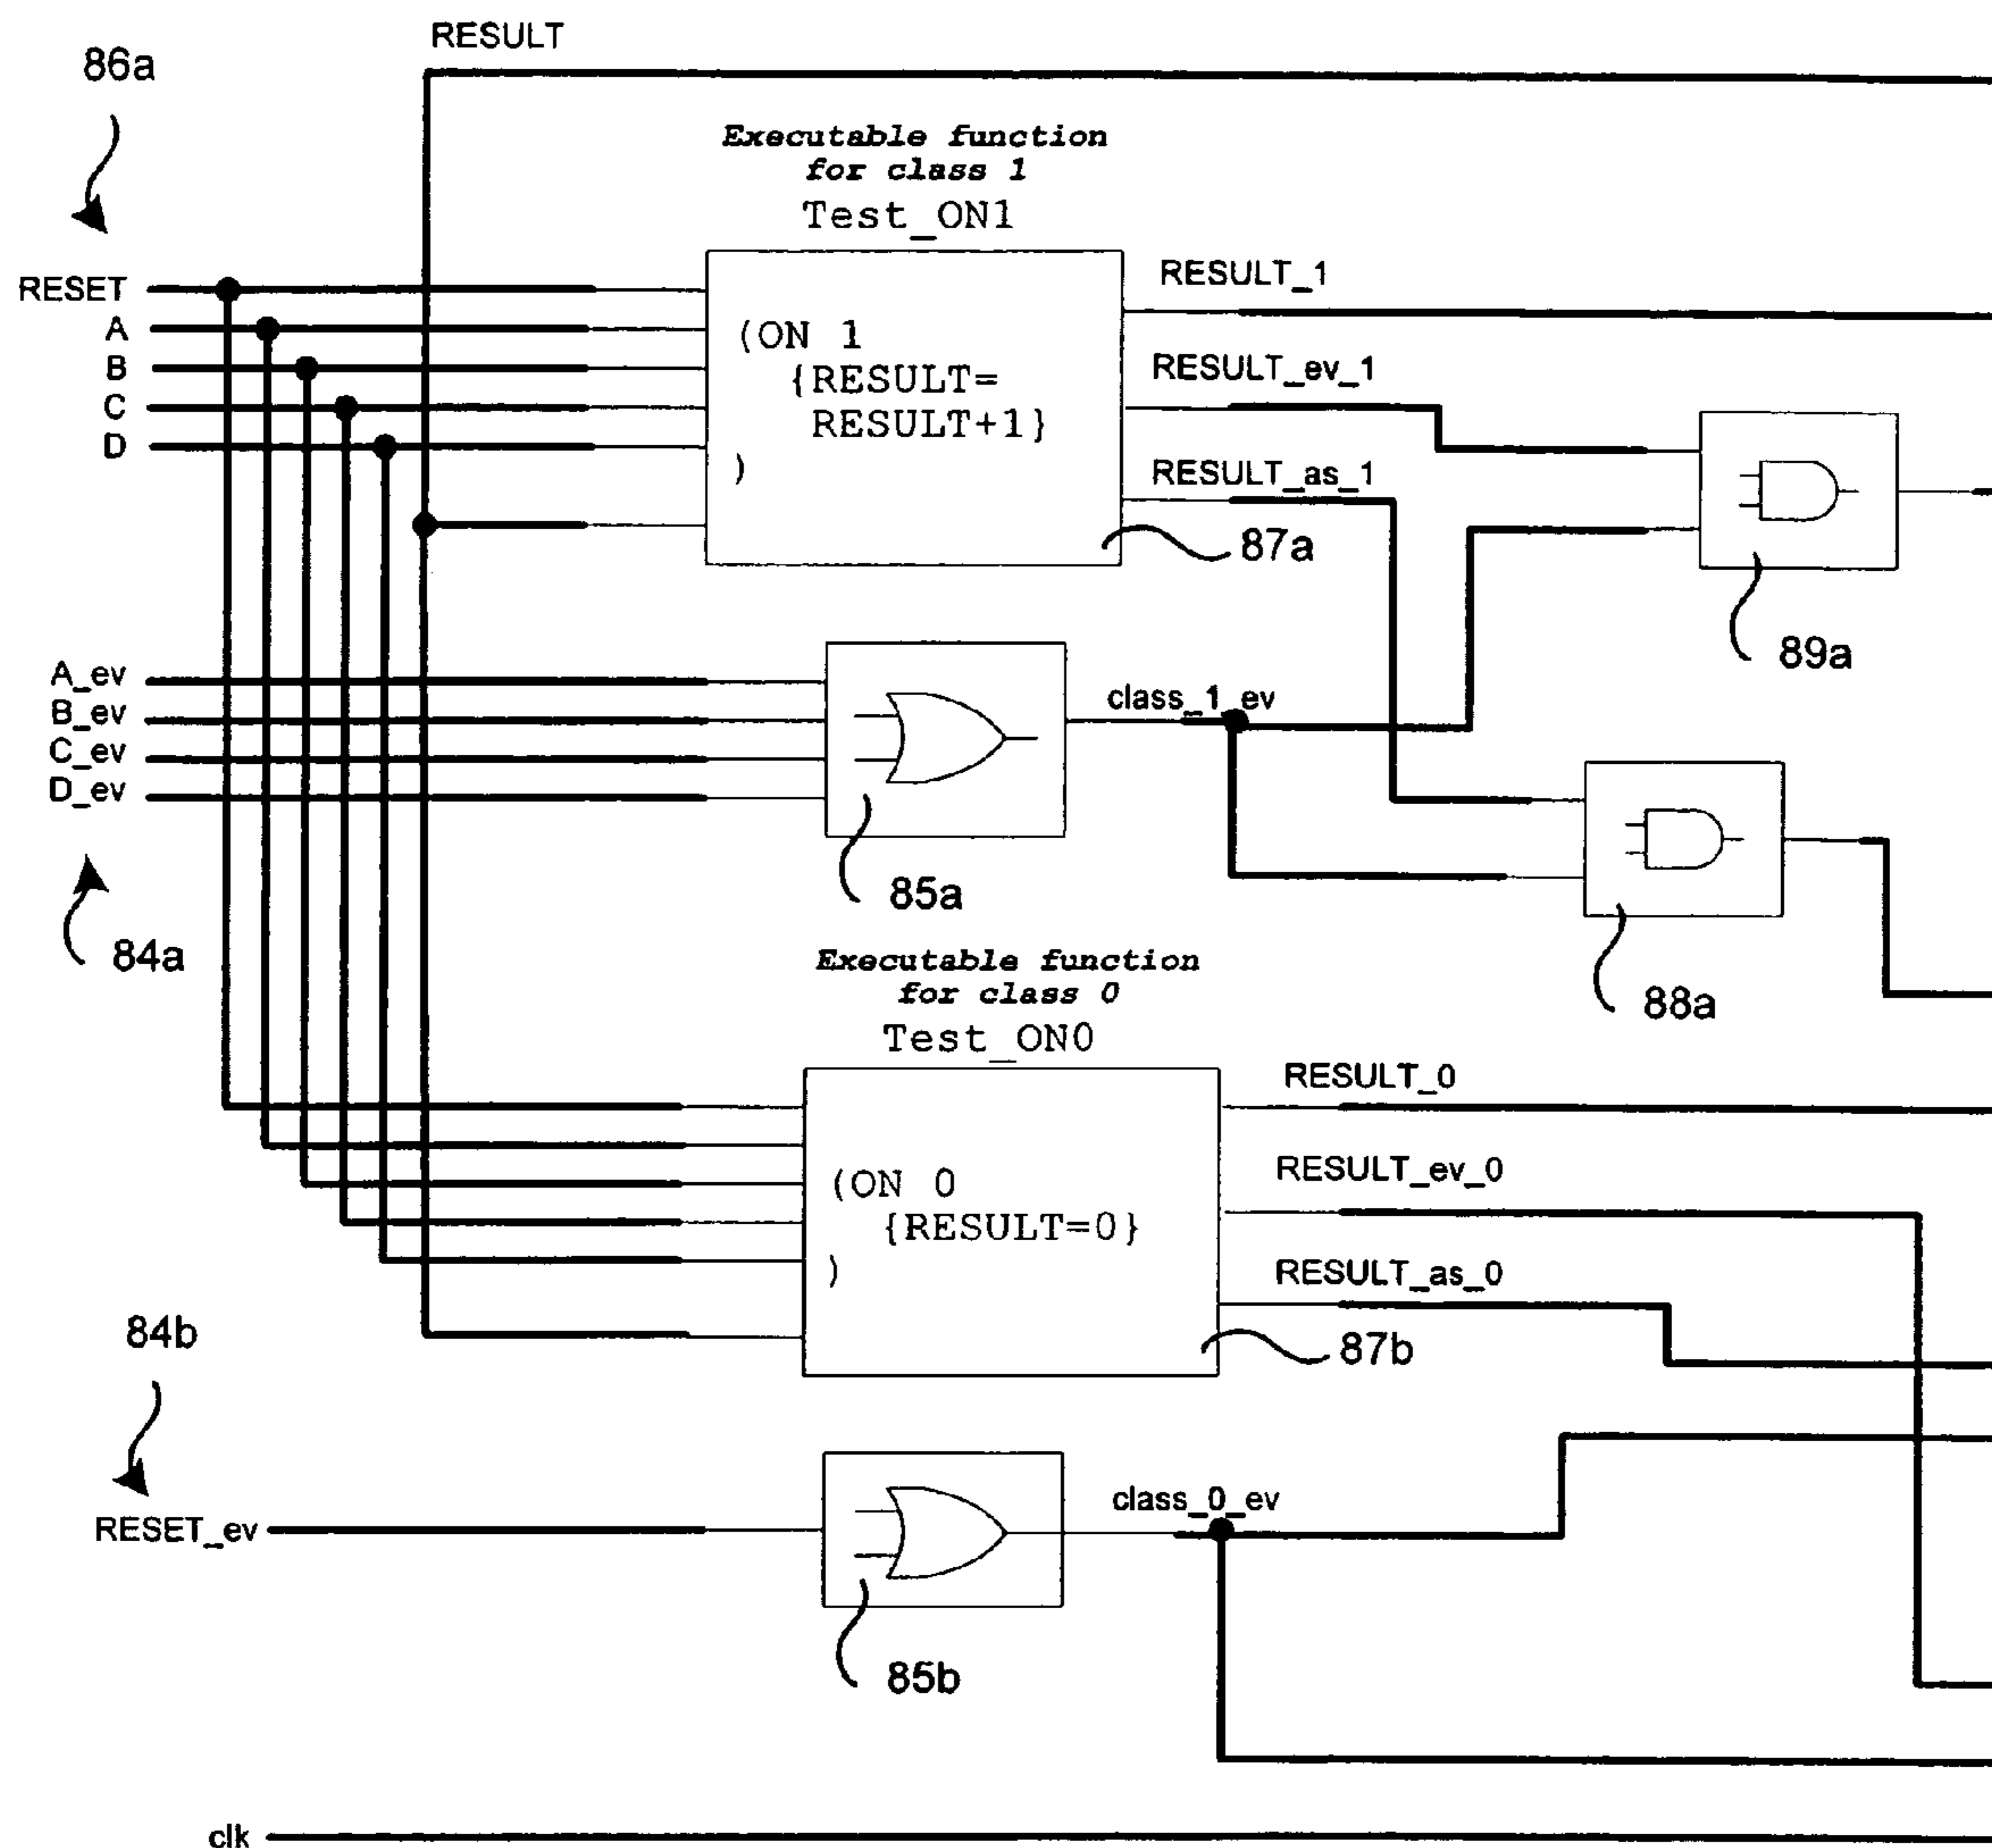 RESULT
86a
Executable function
for class 1
Test_ON1
RESET
A
B
C
D
(ON 1
{RESULT=
RESULT+1}
)
RESULT_1
RESULT_ev_1
RESULT_as_1
87a
89a
A_ev
B_ev
C_ev
D_ev
class_1_ev
85a
84a
88a
Executable function
for class 0
Test_ON0
RESULT_0
(ON 0
{RESULT=0}
)
RESULT_ev_0
RESULT_as_0
87b
84b
RESET_ev
class_0_ev
85b
clk